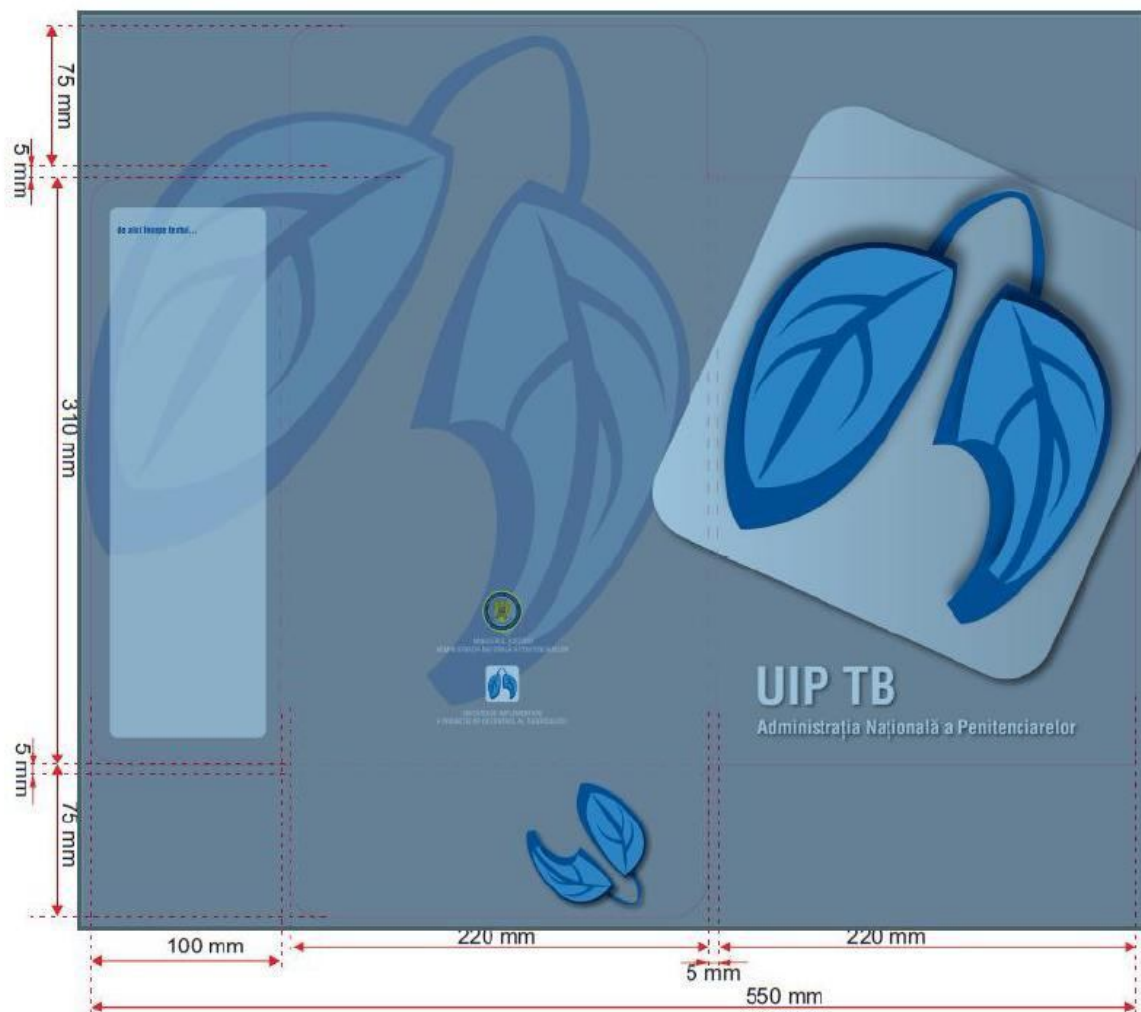 75 mm
5 mm
310 mm
5 mm
75 mm
de aici începe textul...
UIP TB
Administrația Națională a Penitenciarelor
100 mm
220 mm
220 mm
5 mm
550 mm